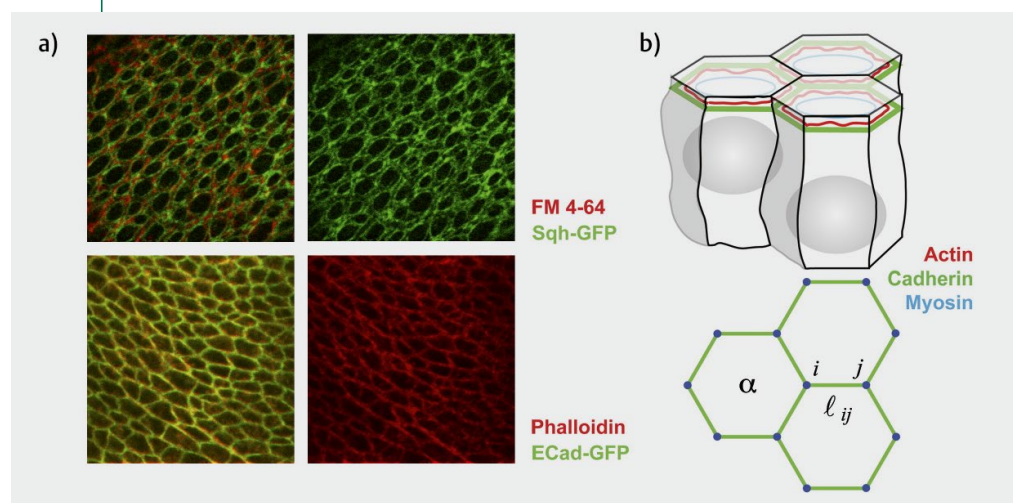 a)
FM 4-64
Sqh-GFP
Phalloidin
ECad-GFP
b)
Actin
Cadherin
Myosin
i
j
α
ℓ ij